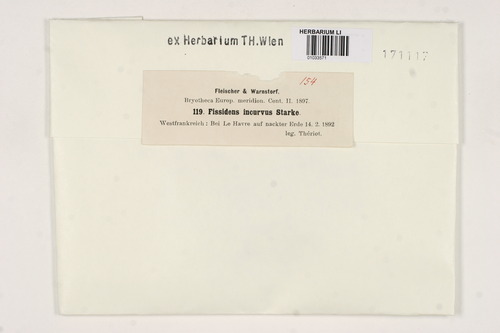 ex Herbarium TH.Wien
HERBARIUM LI
01033571
171117
154
Fleischer & Warnstorf.
Bryotheca Europ. meridion. Cent. II. 1897.
119. Fissidens incurvus Starke.
Westfrankreich: Bei Le Havre auf nackter Erde 14. 2. 1892
leg. Thériot.